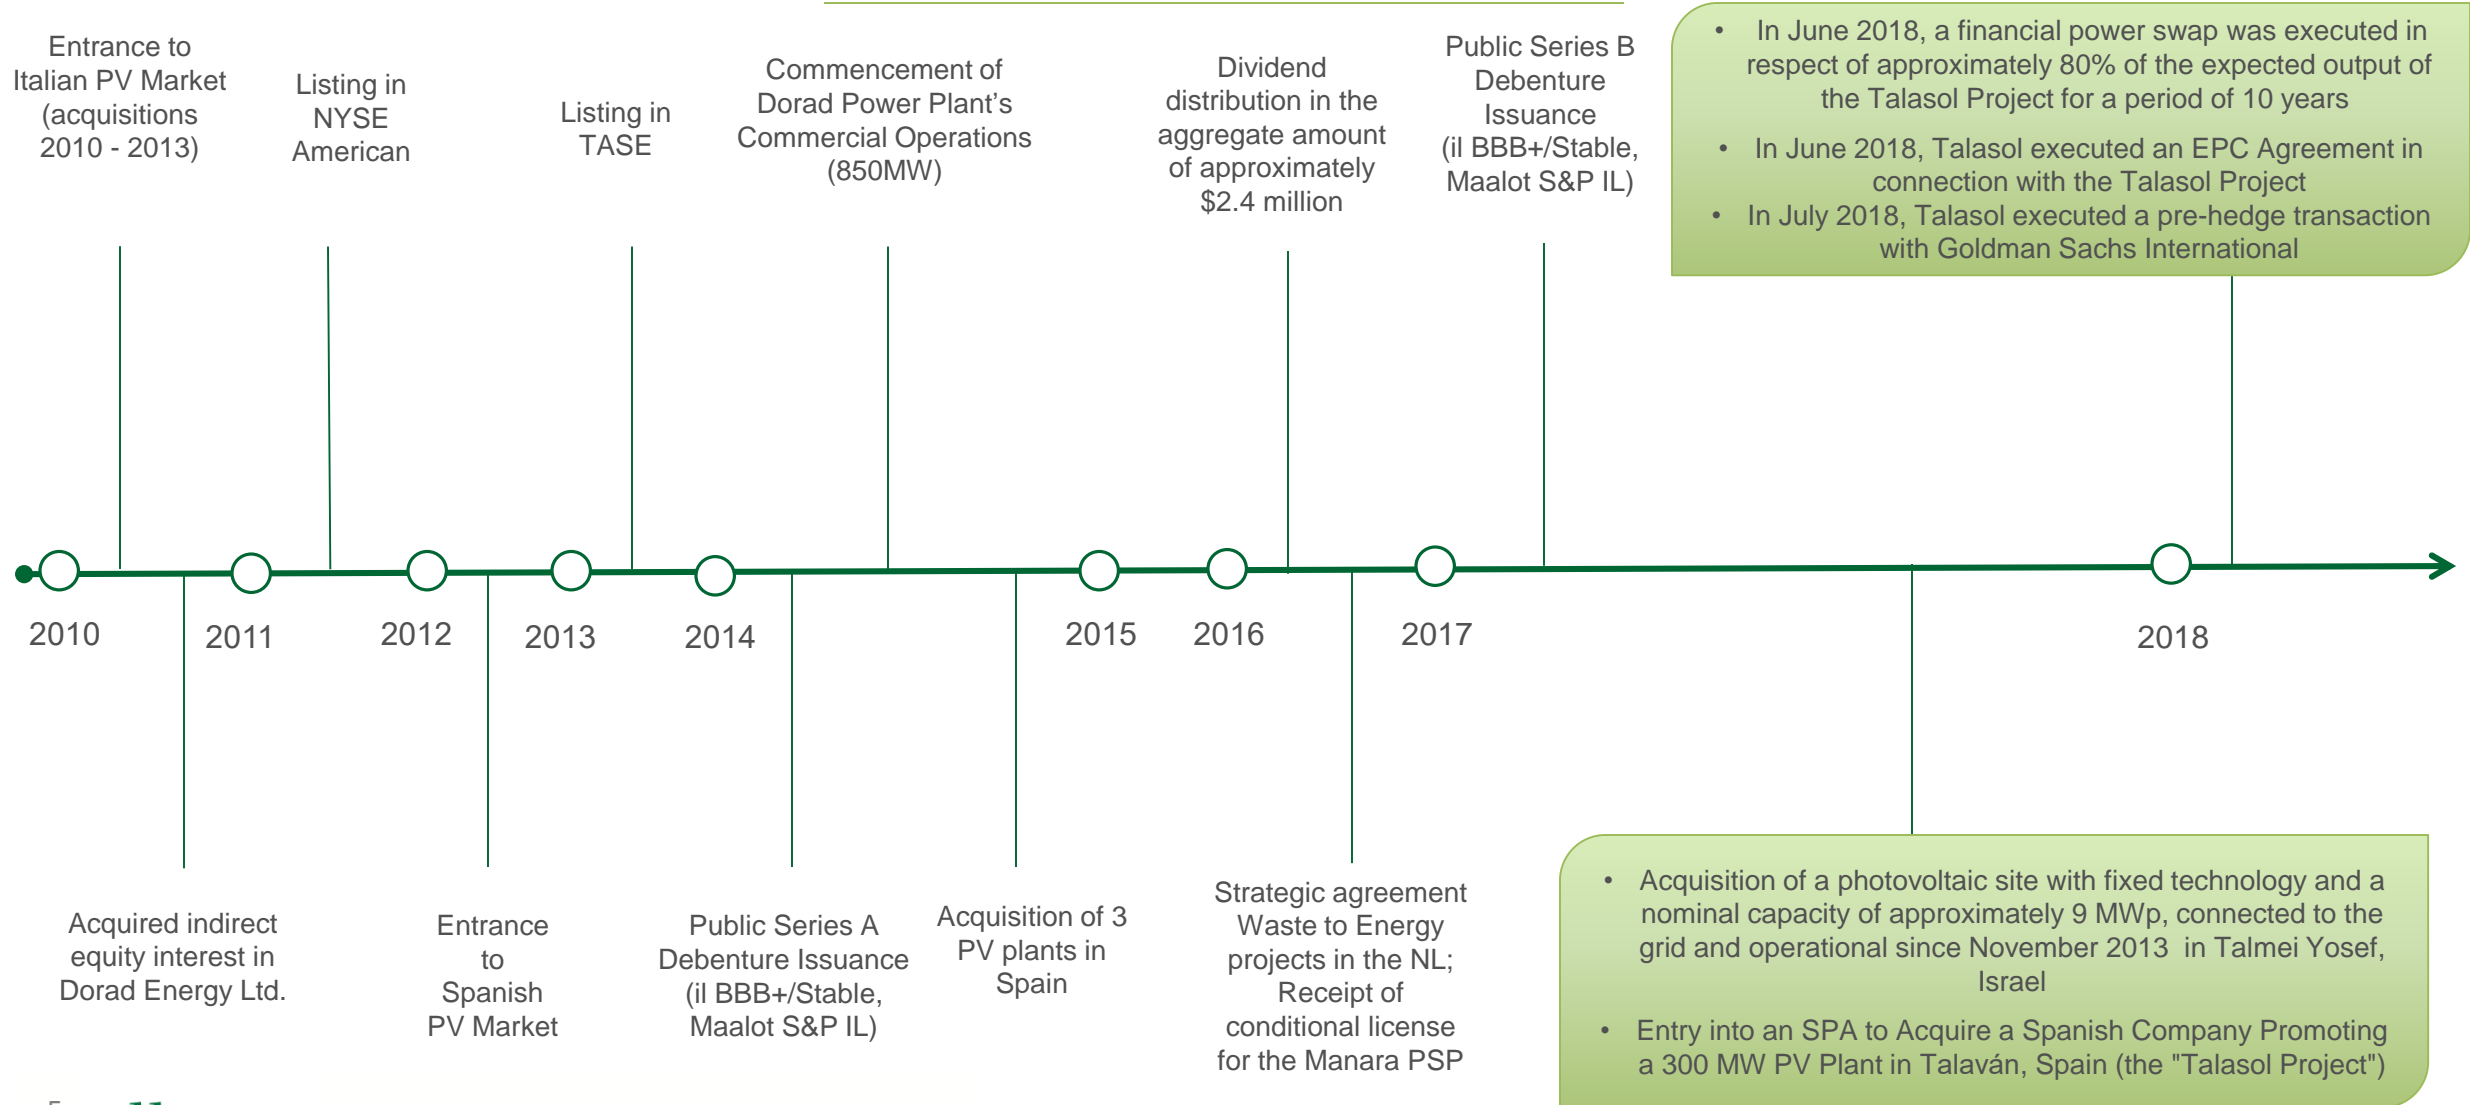 Entrance to
Italian PV Market
(acquisitions
2010 - 2013)
Listing in
NYSE
American
Listing in
TASE
Commencement of
Dorad Power Plant’s
Commercial Operations
(850MW)
Dividend
distribution in the
aggregate amount
of approximately
$2.4 million
Public Series B
Debenture
Issuance
(il BBB+/Stable,
Maalot S&P IL)
• In June 2018, a financial power swap was executed in
respect of approximately 80% of the expected output of
the Talasol Project for a period of 10 years
• In June 2018, Talasol executed an EPC Agreement in
connection with the Talasol Project
• In July 2018, Talasol executed a pre-hedge transaction
with Goldman Sachs International
2010
2011
2012
2013
2014
2015
2016
2017
2018
Acquired indirect
equity interest in
Dorad Energy Ltd.
Entrance
to
Spanish
PV Market
Public Series A
Debenture Issuance
(il BBB+/Stable,
Maalot S&P IL)
Acquisition of 3
PV plants in
Spain
Strategic agreement
Waste to Energy
projects in the NL;
Receipt of
conditional license
for the Manara PSP
• Acquisition of a photovoltaic site with fixed technology and a
nominal capacity of approximately 9 MWp, connected to the
grid and operational since November 2013 in Talmei Yosef,
Israel
• Entry into an SPA to Acquire a Spanish Company Promoting
a 300 MW PV Plant in Talaván, Spain (the "Talasol Project")